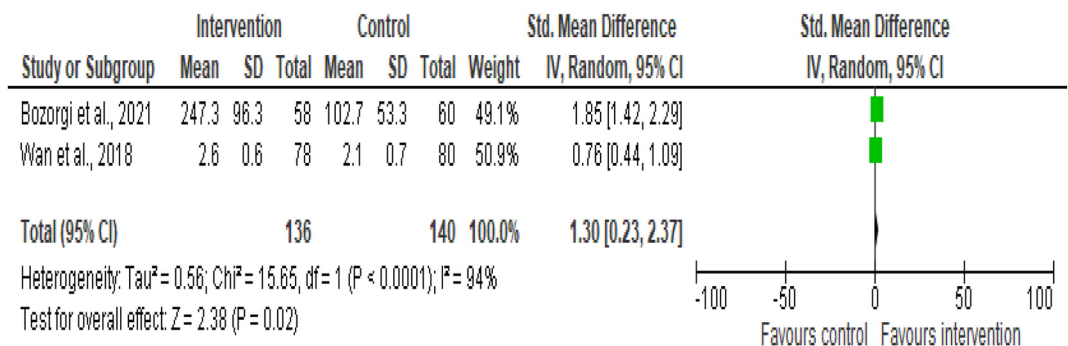 Intervention Control Std. Mean Difference Std. Mean Difference
Study or Subgroup Mean SD Total Mean SD Total Weight IV, Random, 95% CI IV, Random, 95% CI
Bozorgi et al., 2021 247.3 96.3 58 102.7 53.3 60 49.1% 1.85 [1.42, 2.29]
Wan et al., 2018 2.6 0.6 78 2.1 0.7 80 50.9% 0.76 [0.44, 1.09]
Total (95% CI) 136 140 100.0% 1.30 [0.23, 2.37]
Heterogeneity: Tau² = 0.56; Chi² = 15.65, df = 1 (P < 0.0001); I² = 94%
Test for overall effect: Z = 2.38 (P = 0.02)
-100 -50 0 50 100
Favours control Favours intervention